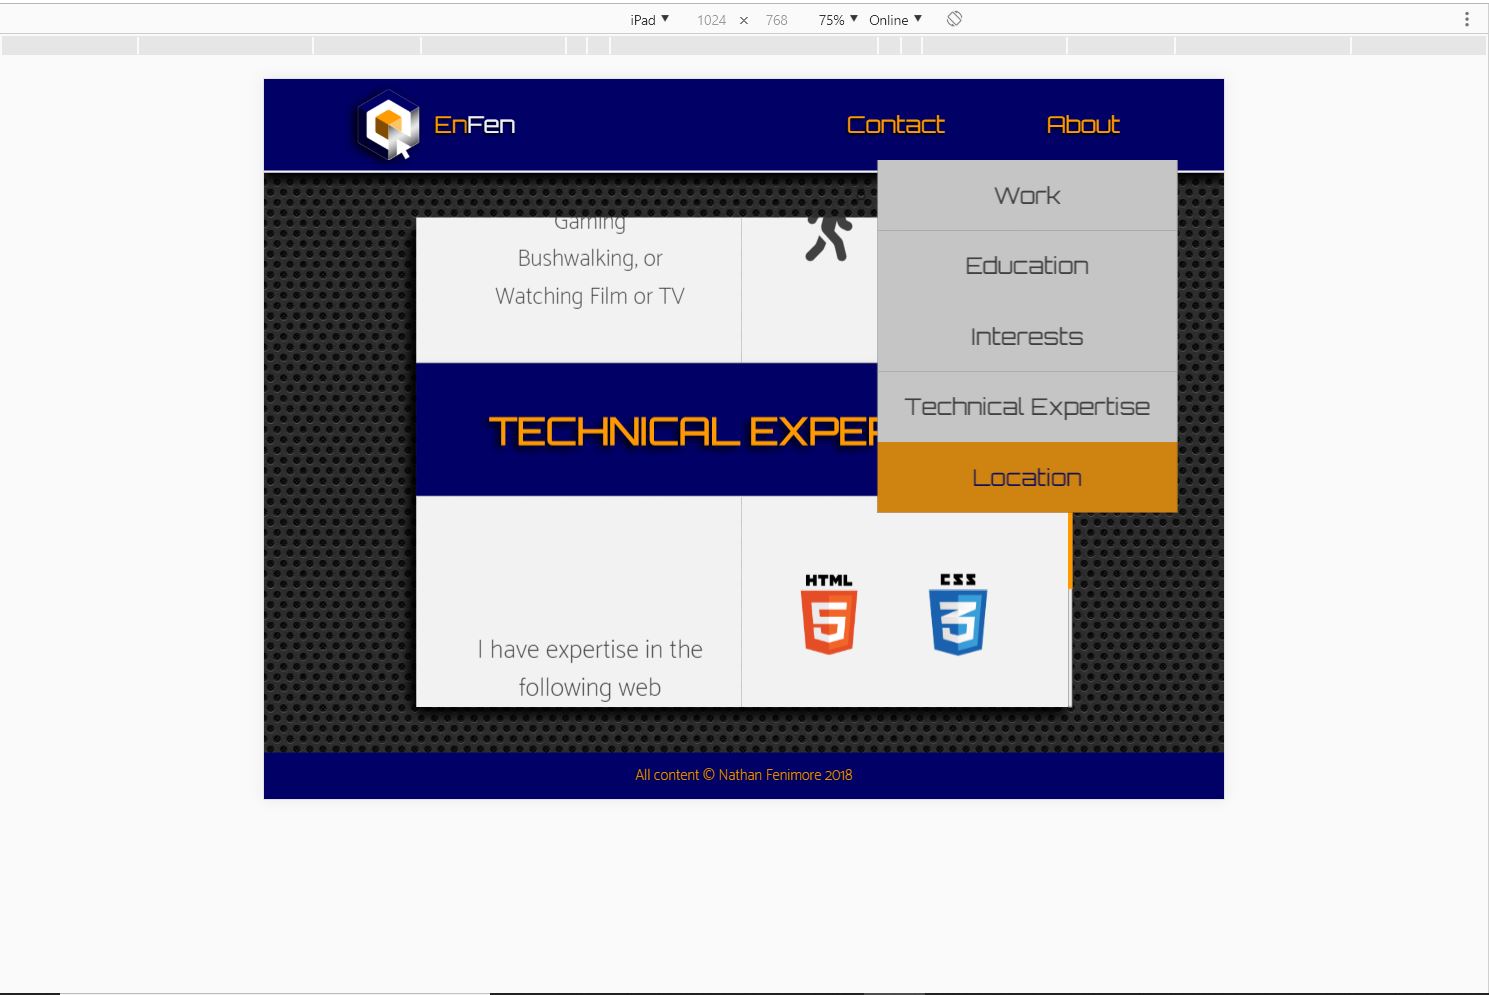 iPad ▼ 1024 × 768 75% ▼ Online ▼
EnFen
Contact
About
Work
Education
Interests
Technical Expertise
Location
Gaming
Bushwalking, or
Watching Film or TV
TECHNICAL EXPER
I have expertise in the
following web
HTML
5
CSS
3
All content © Nathan Fenimore 2018